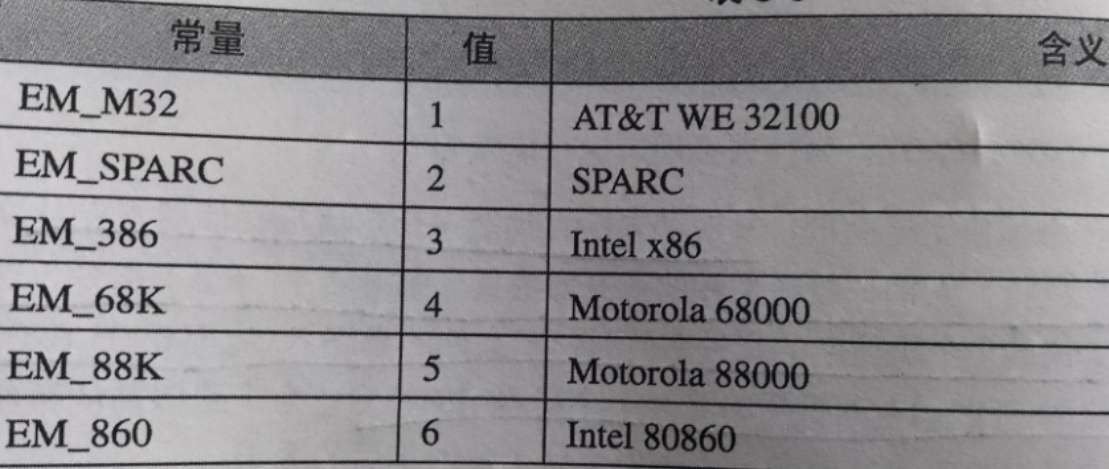 常量 值 含义
EM_M32 1 AT&T WE 32100
EM_SPARC 2 SPARC
EM_386 3 Intel x86
EM_68K 4 Motorola 68000
EM_88K 5 Motorola 88000
EM_860 6 Intel 80860